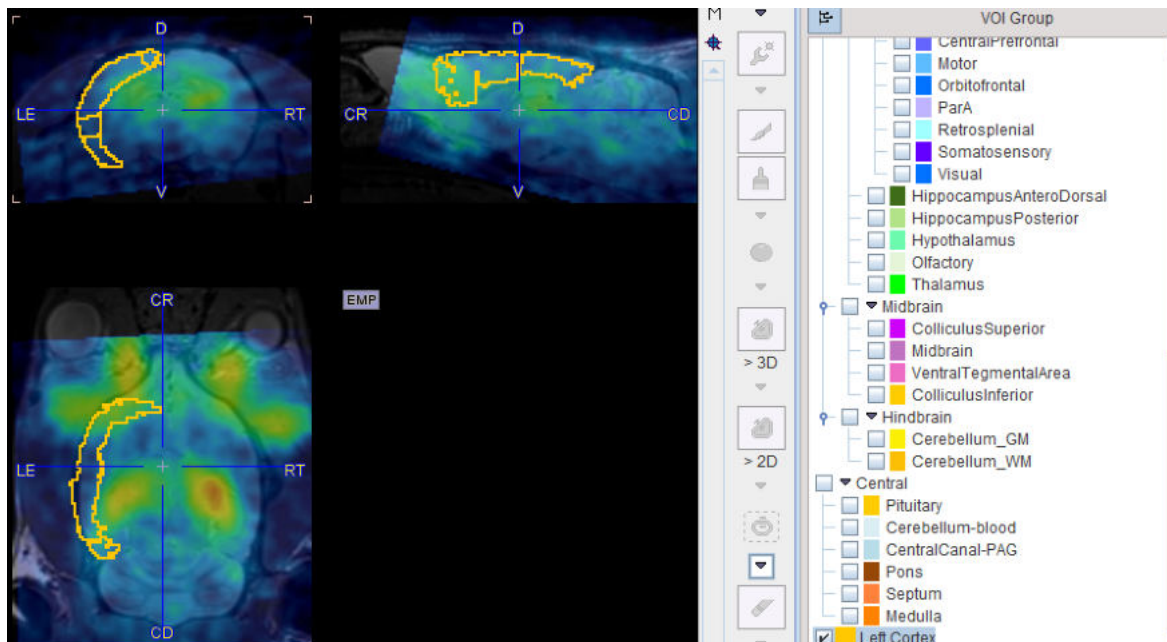 D
LE
RT
V
D
CR
CD
V
CR
LE
RT
CD
EMP
M
> 3D
> 2D
VOI Group
CentralPrefrontal
Motor
Orbitofrontal
ParA
Retrosplenial
Somatosensory
Visual
HippocampusAnteroDorsal
HippocampusPosterior
Hypothalamus
Olfactory
Thalamus
Midbrain
ColliculusSuperior
Midbrain
VentralTegmentalArea
ColliculusInferior
Hindbrain
Cerebellum_GM
Cerebellum_WM
Central
Pituitary
Cerebellum-blood
CentralCanal-PAG
Pons
Septum
Medulla
Left Cortex